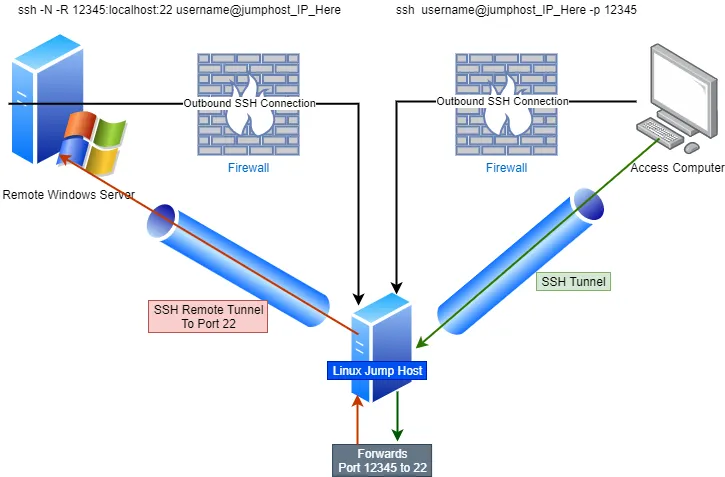 ssh -N -R 12345:localhost:22 username@jumphost_IP_Here
ssh  username@jumphost_IP_Here -p 12345
Outbound SSH Connection
Outbound SSH Connection
Firewall
Firewall
Access Computer
Remote Windows Server
SSH Tunnel
SSH Remote Tunnel
To Port 22
Linux Jump Host
Forwards
Port 12345 to 22